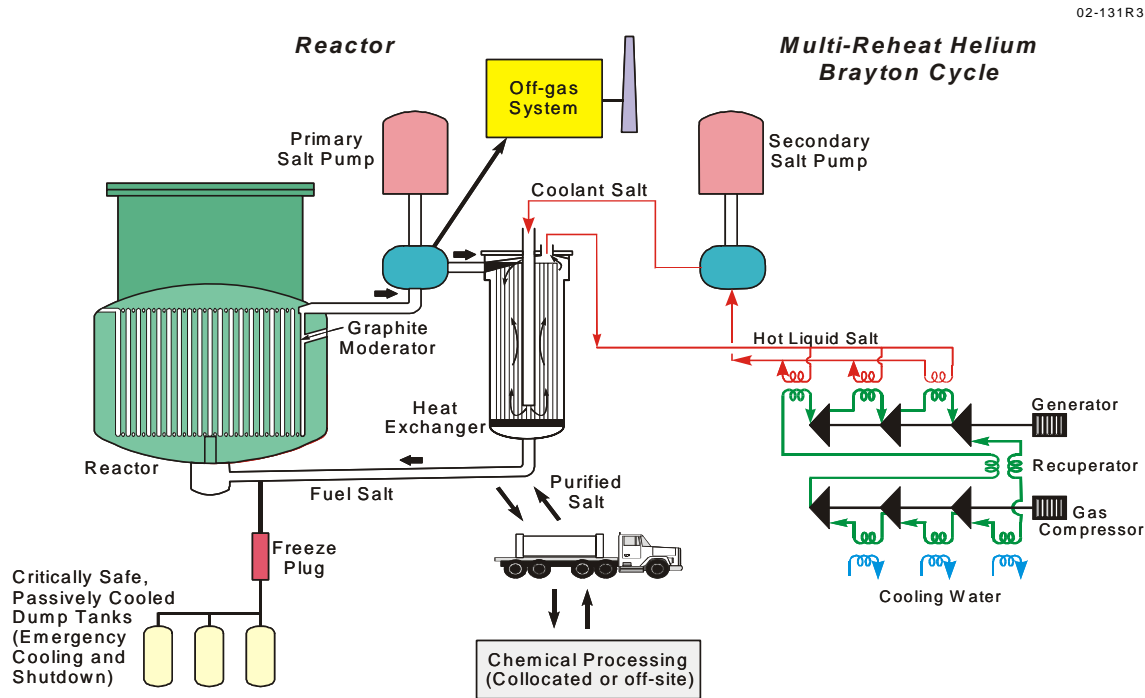 02-131R3
Reactor
Multi-Reheat Helium
Brayton Cycle
Off-gas
System
Primary
Salt Pump
Secondary
Salt Pump
Coolant Salt
Graphite
Moderator
Hot Liquid Salt
Heat
Exchanger
Generator
Reactor
Recuperator
Fuel Salt
Purified
Salt
Gas
Compressor
Freeze
Plug
Critically Safe,
Passively Cooled
Dump Tanks
(Emergency
Cooling and
Shutdown)
Cooling Water
Chemical Processing
(Collocated or off-site)